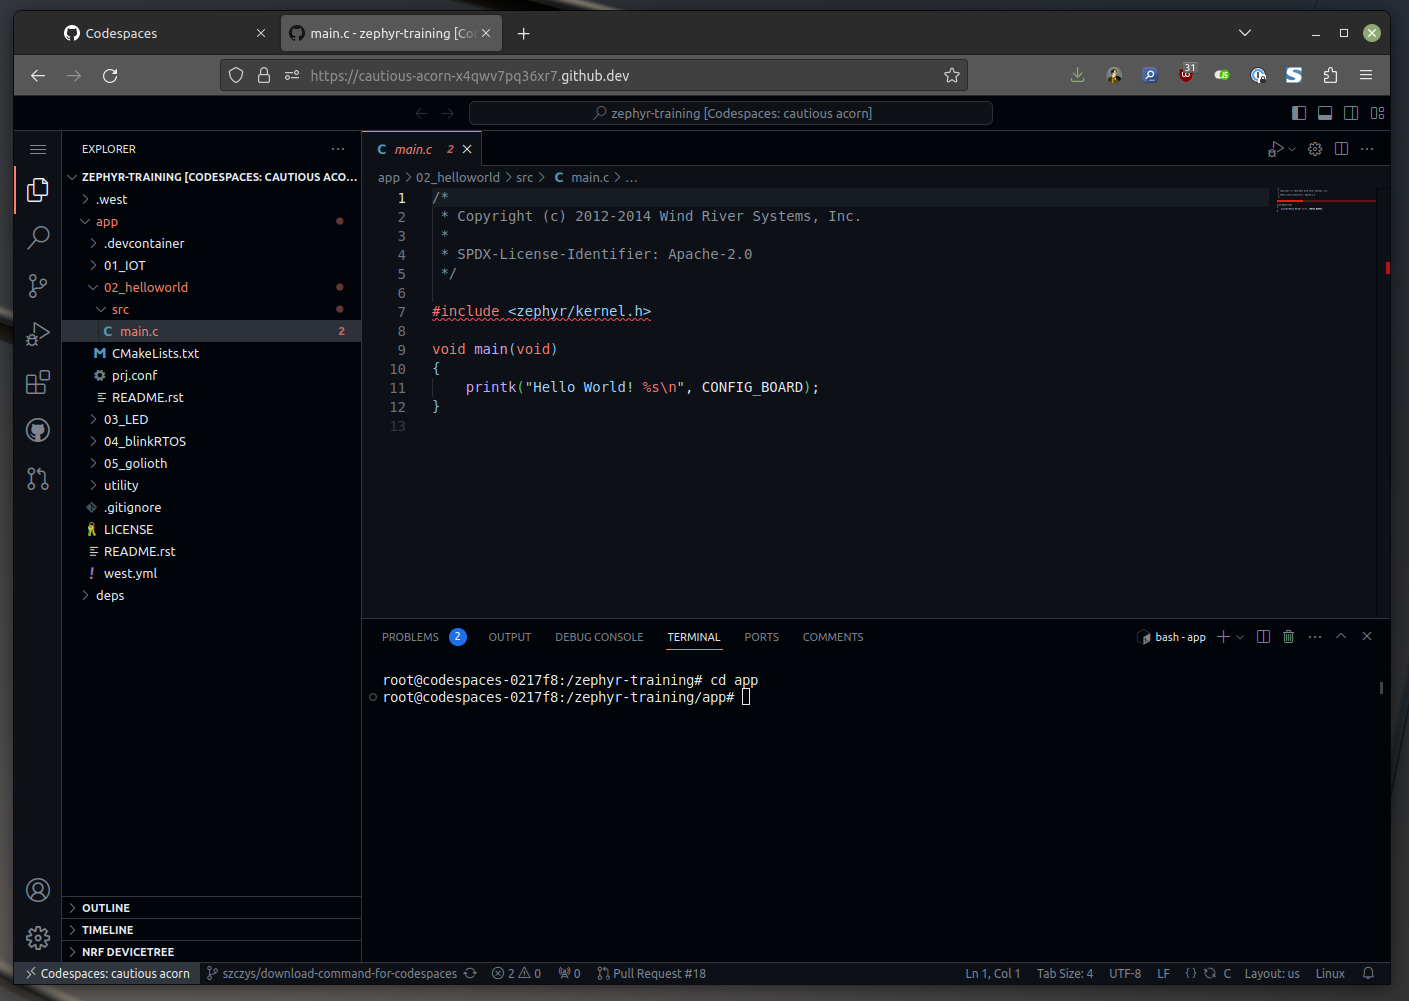 Codespaces
main.c - zephyr-training [Co
https://cautious-acorn-x4qwv7pq36xr7.github.dev
31
zephyr-training [Codespaces: cautious acorn]
EXPLORER
ZEPHYR-TRAINING [CODESPACES: CAUTIOUS ACO...
.west
app
.devcontainer
01_IOT
02_helloworld
src
C main.c 2
M CMakeLists.txt
prj.conf
README.rst
03_LED
04_blinkRTOS
05_golioth
utility
.gitignore
LICENSE
README.rst
! west.yml
deps
OUTLINE
TIMELINE
NRF DEVICETREE
C main.c 2
app > 02_helloworld > src > C main.c > ...
1 /*
2  * Copyright (c) 2012-2014 Wind River Systems, Inc.
3  *
4  * SPDX-License-Identifier: Apache-2.0
5  */
6
7 #include <zephyr/kernel.h>
8
9 void main(void)
10 {
11     printk("Hello World! %s\n", CONFIG_BOARD);
12 }
13
PROBLEMS 2 OUTPUT DEBUG CONSOLE TERMINAL PORTS COMMENTS
bash - app
root@codespaces-0217f8:/zephyr-training# cd app
root@codespaces-0217f8:/zephyr-training/app#
Codespaces: cautious acorn szczys/download-command-for-codespaces 2 0 0 Pull Request #18 Ln 1, Col 1 Tab Size: 4 UTF-8 LF {} C Layout: us Linux